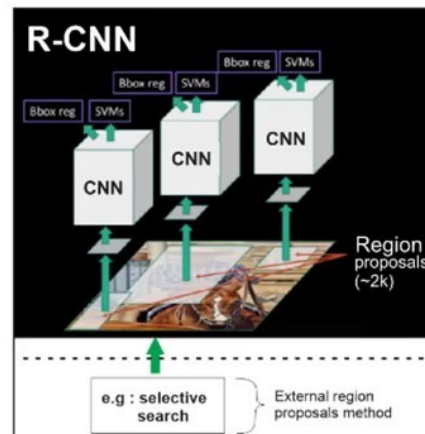 R-CNN
Bbox reg SVMs
Bbox reg SVMs
Bbox reg SVMs
CNN
CNN
CNN
Region
proposals
(~2k)
e.g : selective
search
External region
proposals method